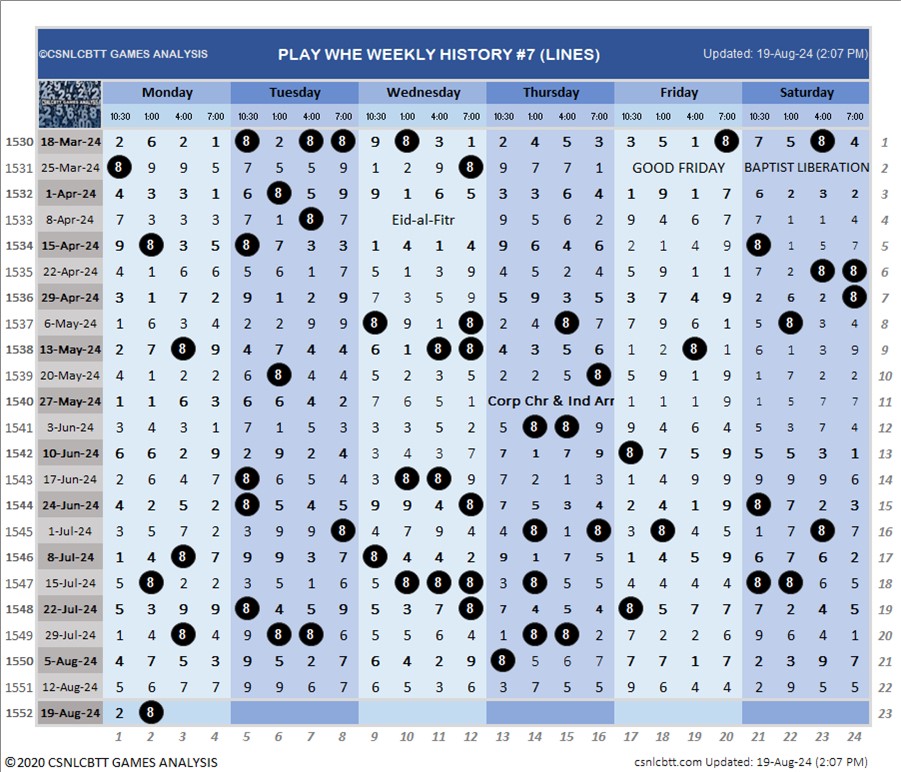 ©CSNLCBTT GAMES ANALYSIS PLAY WHE WEEKLY HISTORY #7 (LINES) Updated: 19-Aug-24 (2:07 PM)
Monday Tuesday Wednesday Thursday Friday Saturday
10:30 1:00 4:00 7:00 10:30 1:00 4:00 7:00 10:30 1:00 4:00 7:00 10:30 1:00 4:00 7:00 10:30 1:00 4:00 7:00 10:30 1:00 4:00 7:00
1530 18-Mar-24 2 6 2 1 8 2 8 8 9 8 3 1 2 4 5 3 3 5 1 8 7 5 8 4 1
1531 25-Mar-24 8 9 9 5 7 5 5 9 1 2 9 8 9 7 7 1 GOOD FRIDAY BAPTIST LIBERATION 2
1532 1-Apr-24 4 3 3 1 6 8 5 9 9 1 6 5 3 3 6 4 1 9 1 7 6 2 3 2 3
1533 8-Apr-24 7 3 3 3 7 1 8 7 Eid-al-Fitr 9 5 6 2 9 4 6 7 7 1 1 4 4
1534 15-Apr-24 9 8 3 5 8 7 3 3 1 4 1 4 9 6 4 6 2 1 4 9 8 1 5 7 5
1535 22-Apr-24 4 1 6 6 5 6 1 7 5 1 3 9 4 5 2 4 5 9 1 1 7 2 8 8 6
1536 29-Apr-24 3 1 7 2 9 1 2 9 7 3 5 9 5 9 3 5 3 7 4 9 2 6 2 8 7
1537 6-May-24 1 6 3 4 2 2 9 9 8 9 1 8 2 4 8 7 7 9 6 1 5 8 3 4 8
1538 13-May-24 2 7 8 9 4 7 4 4 6 1 8 8 4 3 5 6 1 2 8 1 6 1 3 9 9
1539 20-May-24 4 1 2 2 6 8 4 4 5 2 3 5 2 2 5 8 5 9 1 9 1 7 2 2 10
1540 27-May-24 1 1 6 3 6 6 4 2 7 6 5 1 Corp Chr & Ind Arr 1 1 1 9 1 5 7 7 11
1541 3-Jun-24 3 4 3 1 7 1 5 3 3 3 5 2 5 8 8 9 9 4 6 4 5 3 7 4 12
1542 10-Jun-24 6 6 2 9 2 9 2 4 3 4 3 7 7 1 7 9 8 7 5 9 5 5 3 1 13
1543 17-Jun-24 2 6 4 7 8 6 5 4 3 8 8 9 7 2 1 3 1 4 9 9 9 9 9 6 14
1544 24-Jun-24 4 2 5 2 8 5 4 5 9 9 4 8 7 5 3 4 2 4 1 9 8 7 2 3 15
1545 1-Jul-24 3 5 7 2 3 9 9 8 4 7 9 4 4 8 1 8 4 8 4 5 1 7 8 7 16
1546 8-Jul-24 1 4 8 7 9 9 3 7 8 4 4 2 9 1 7 5 1 4 5 9 6 7 6 2 17
1547 15-Jul-24 5 8 2 2 3 5 1 6 5 8 8 8 3 8 5 5 4 4 4 4 8 8 6 5 18
1548 22-Jul-24 5 3 9 9 8 4 5 9 5 3 7 8 7 4 5 4 8 5 7 7 7 2 4 5 19
1549 29-Jul-24 1 4 8 4 9 8 8 6 5 5 6 4 1 8 8 2 7 2 2 6 9 6 4 1 20
1550 5-Aug-24 4 7 5 3 9 5 2 7 6 4 2 9 8 5 6 7 7 7 1 7 2 3 9 7 21
1551 12-Aug-24 5 6 7 7 9 9 6 7 6 5 3 6 3 7 5 5 9 6 4 4 2 9 5 5 22
1552 19-Aug-24 2 8 23
1 2 3 4 5 6 7 8 9 10 11 12 13 14 15 16 17 18 19 20 21 22 23 24
©2020 CSNLCBTT GAMES ANALYSIS csnlcbtt.com Updated: 19-Aug-24 (2:07 PM)